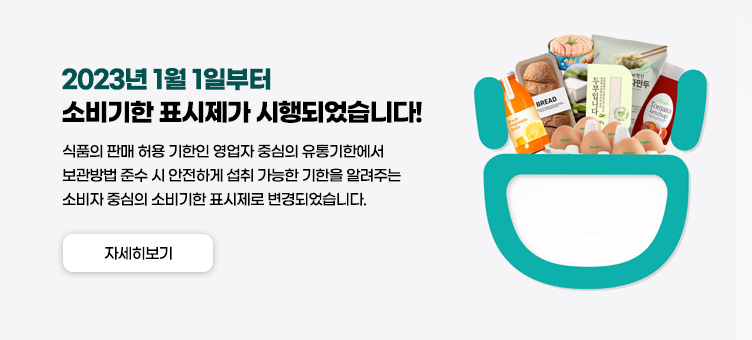 2023년 1월 1일부터
소비기한 표시제가 시행되었습니다!
식품의 판매 허용 기한인 영업자 중심의 유통기한에서
보관방법 준수 시 안전하게 섭취 가능한 기한을 알려주는
소비자 중심의 소비기한 표시제로 변경되었습니다.
자세히보기
BREAD
두부입니다.
Tomato
ketchup